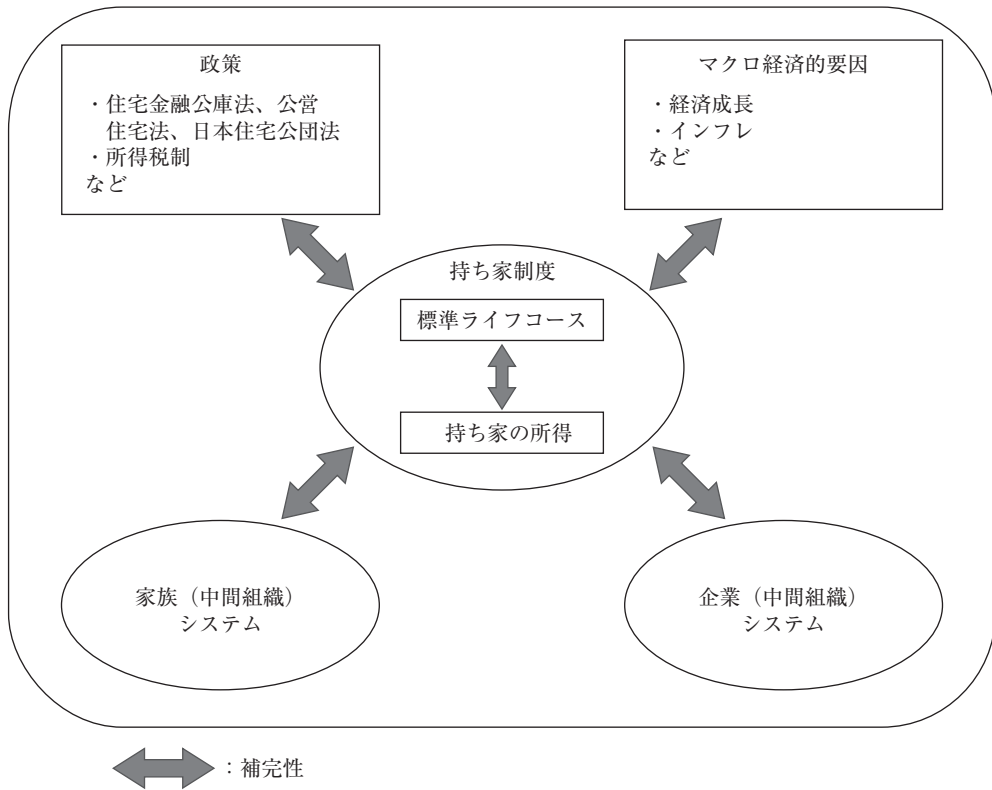 政策
・住宅金融公庫法、公営
住宅法、日本住宅公団法
・所得税制
など
マクロ経済的要因
・経済成長
・インフレ
など
持ち家制度
標準ライフコース
持ち家の所得
家族（中間組織）
システム
企業（中間組織）
システム
：補完性